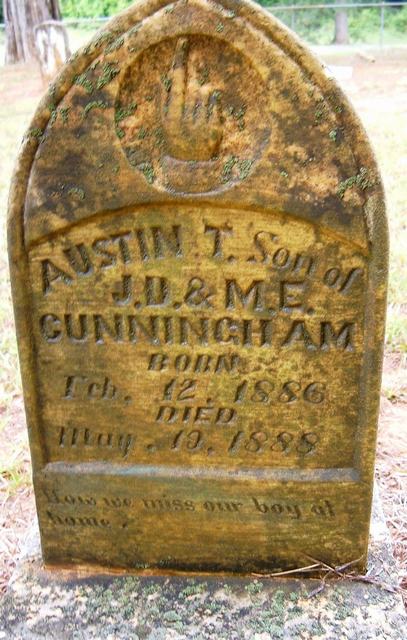 AUSTIN T. Son of
J.D. & M.E.
CUNNINGHAM
BORN
Feb. 12, 1886
DIED
May. 19, 1888
How we miss our boy at
home.